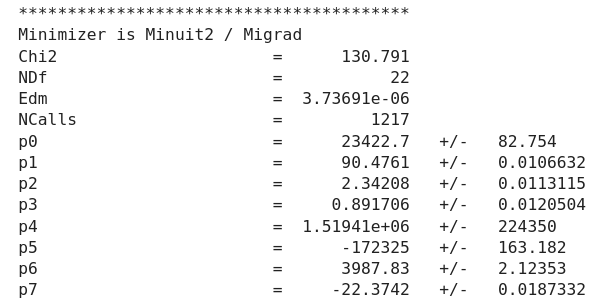 ****************************************
Minimizer is Minuit2 / Migrad
Chi2                      =      130.791
NDf                       =           22
Edm                       =  3.73691e-06
NCalls                    =         1217
p0                        =      23422.7   +/-   82.754
p1                        =      90.4761   +/-   0.0106632
p2                        =      2.34208   +/-   0.0113115
p3                        =     0.891706   +/-   0.0120504
p4                        =  1.51941e+06   +/-   224350
p5                        =      -172325   +/-   163.182
p6                        =      3987.83   +/-   2.12353
p7                        =     -22.3742   +/-   0.0187332